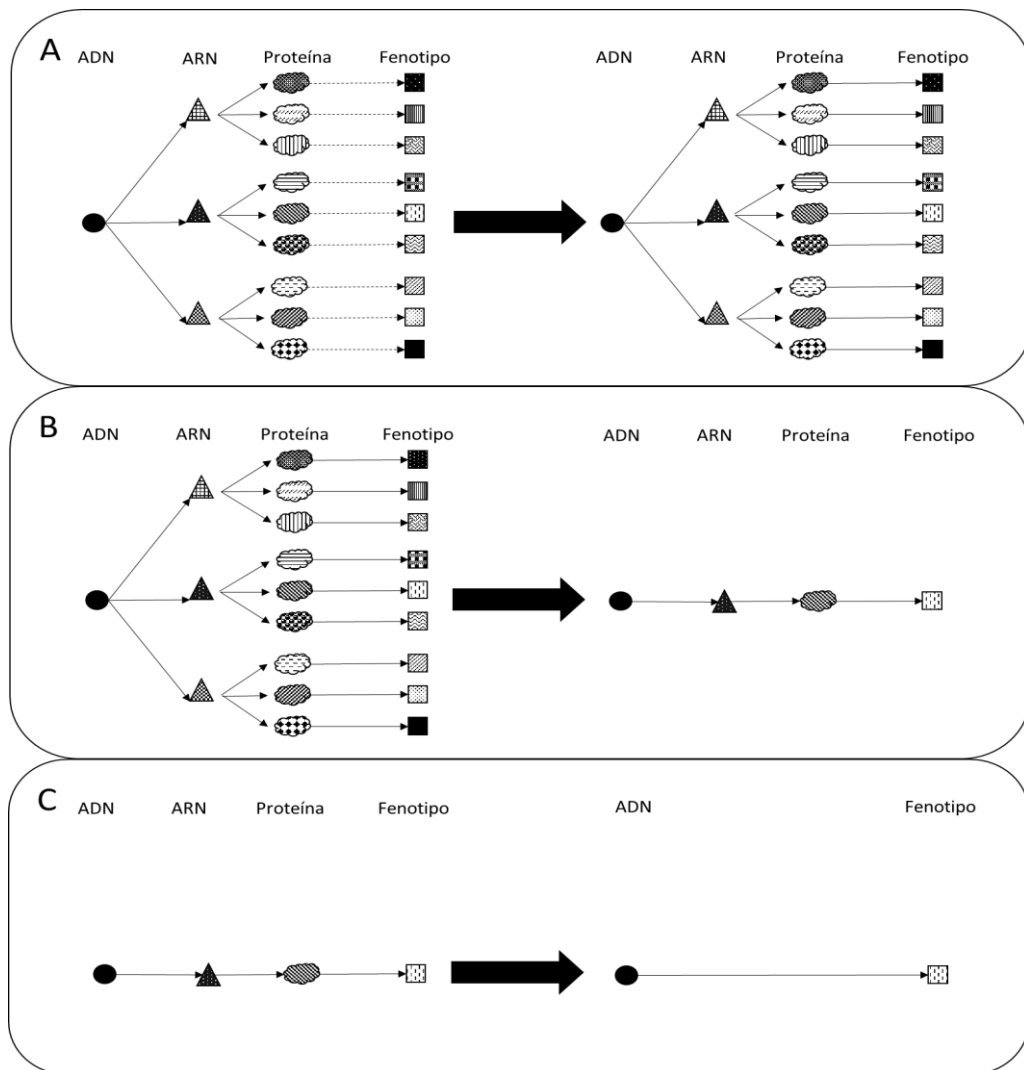 A
ADN ARN Proteína Fenotipo ADN ARN Proteína Fenotipo
B
ADN ARN Proteína Fenotipo ADN ARN Proteína Fenotipo
C
ADN ARN Proteína Fenotipo ADN Fenotipo